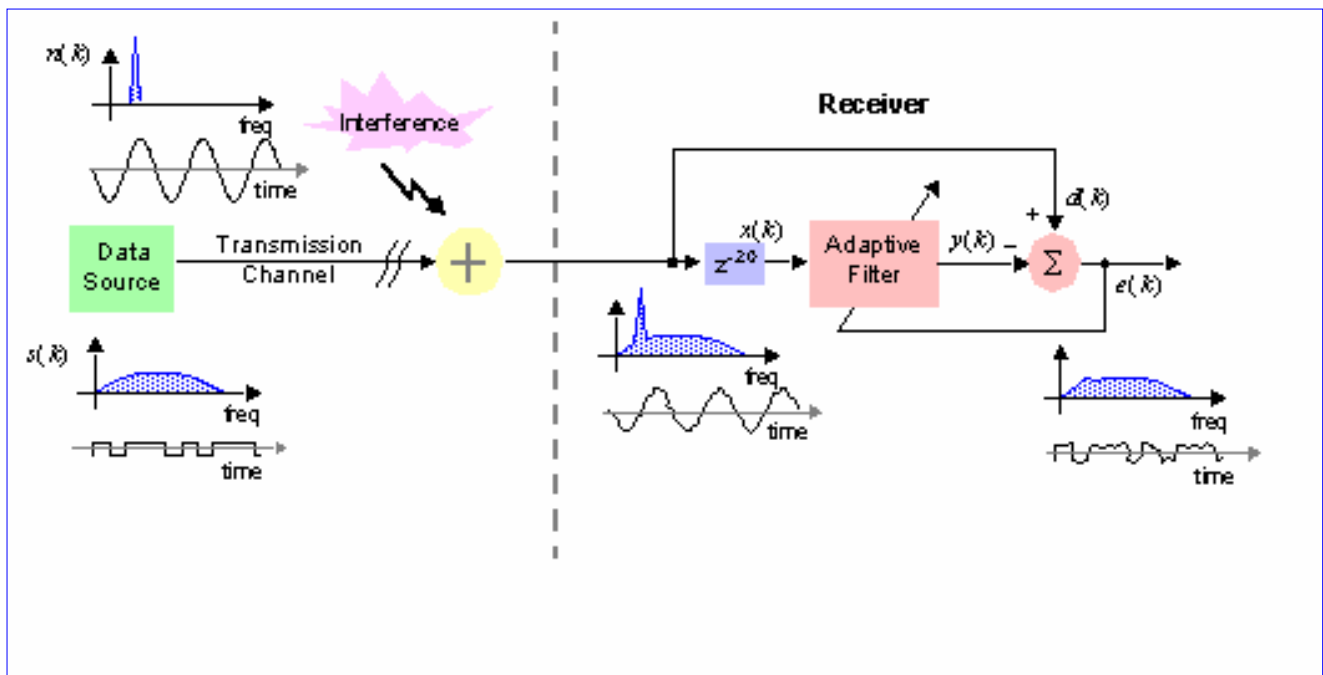 n(k)
freq
time
Interference
Receiver
Data
Source
Transmission
Channel
+
z^-20
x(k)
Adaptive
Filter
y(k)
–
+
d(k)
Σ
e(k)
s(k)
freq
time
freq
time
freq
time